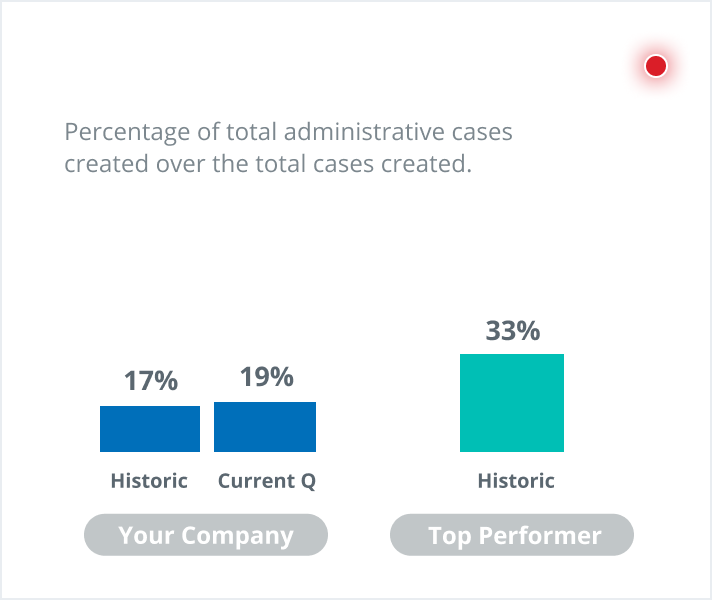 Percentage of total administrative cases
created over the total cases created.
17%
19%
33%
Historic
Current Q
Historic
Your Company
Top Performer